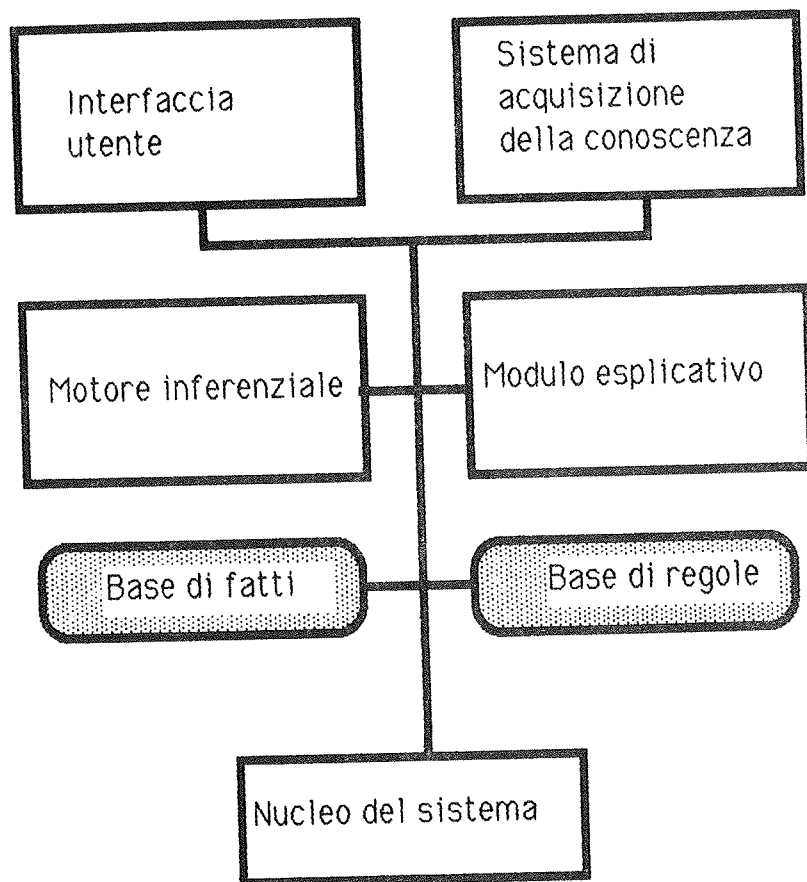 Interfaccia
utente
Sistema di
acquisizione
della conoscenza
Motore inferenziale
Modulo esplicativo
Base di fatti
Base di regole
Nucleo del sistema